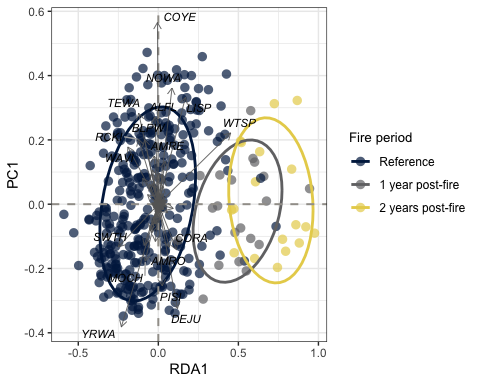 COYE
0.6
NOWA
0.4
TEWA
ALFL
LISP
WTSP
BLPW
RCKI
0.2
AMRE
WAVI
PC1
0.0
SWTH
CORA
AMRO
-0.2
MOCH
PISI
DEJU
YRWA
-0.4
-0.5
0.0
0.5
1.0
RDA1
Fire period
Reference
1 year post-fire
2 years post-fire